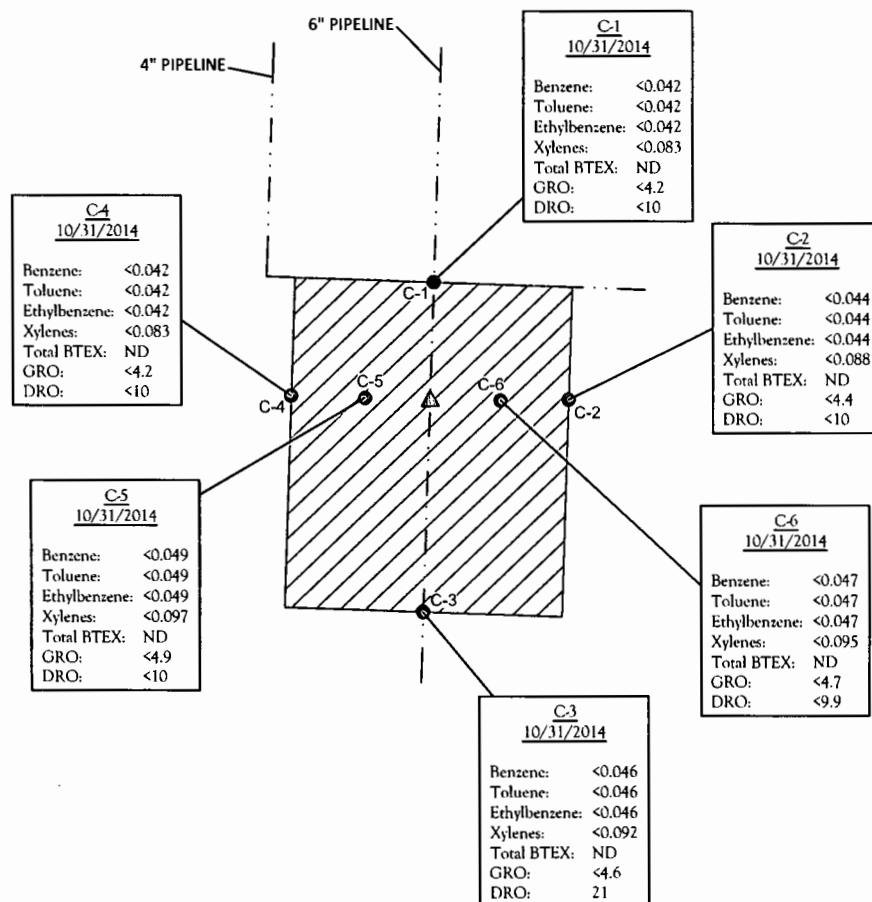 6" PIPELINE
4" PIPELINE
C-1
10/31/2014
Benzene: <0.042
Toluene: <0.042
Ethylbenzene: <0.042
Xylenes: <0.083
Total BTEX: ND
GRO: <4.2
DRO: <10
C-4
10/31/2014
Benzene: <0.042
Toluene: <0.042
Ethylbenzene: <0.042
Xylenes: <0.083
Total BTEX: ND
GRO: <4.2
DRO: <10
C-2
10/31/2014
Benzene: <0.044
Toluene: <0.044
Ethylbenzene: <0.044
Xylenes: <0.088
Total BTEX: ND
GRO: <4.4
DRO: <10
C-1
C-5
C-6
C-4
C-2
C-3
C-5
10/31/2014
Benzene: <0.049
Toluene: <0.049
Ethylbenzene: <0.049
Xylenes: <0.097
Total BTEX: ND
GRO: <4.9
DRO: <10
C-6
10/31/2014
Benzene: <0.047
Toluene: <0.047
Ethylbenzene: <0.047
Xylenes: <0.095
Total BTEX: ND
GRO: <4.7
DRO: <9.9
C-3
10/31/2014
Benzene: <0.046
Toluene: <0.046
Ethylbenzene: <0.046
Xylenes: <0.092
Total BTEX: ND
GRO: <4.6
DRO: 21